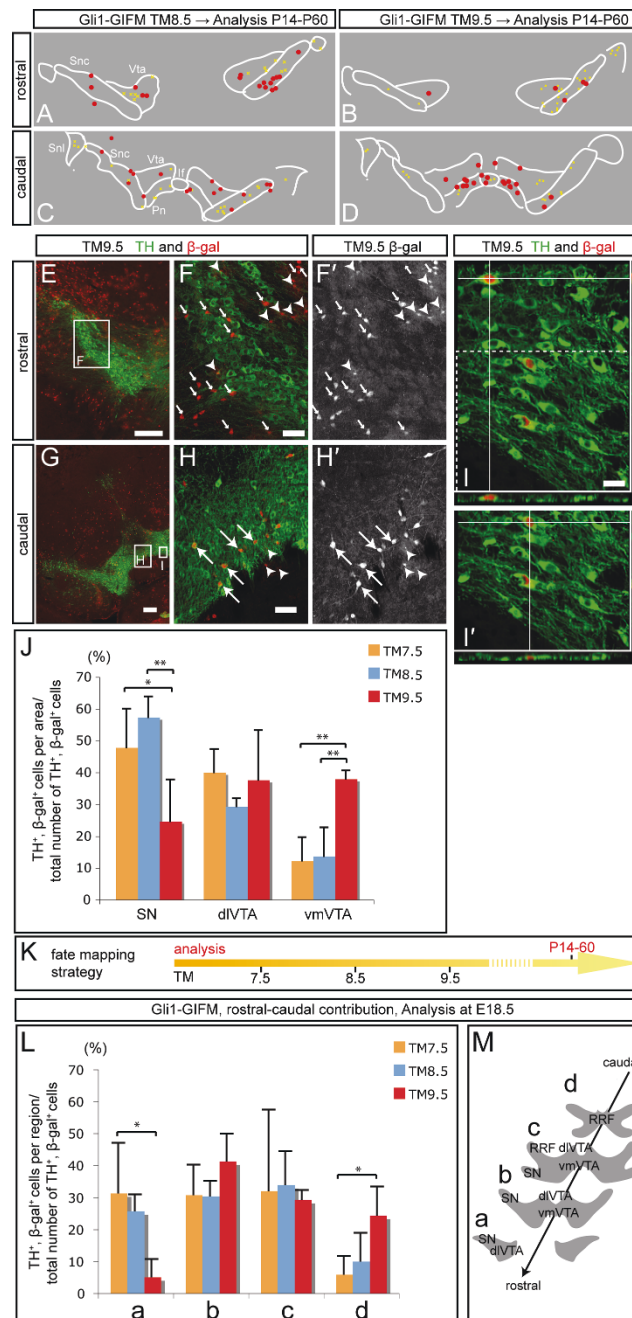 Gli1-GIFM TM8.5 → Analysis P14-P60
Gli1-GIFM TM9.5 → Analysis P14-P60
rostral
Snc
Vta
A
B
caudal
Snl
Snc
Vta
If
Pn
C
D
TM9.5 TH and β-gal
TM9.5 β-gal
TM9.5 TH and β-gal
rostral
E
F
F
F'
I
caudal
G
H
I
H
H'
I'
J
(%)
TM7.5
TM8.5
TM9.5
TH⁺, β-gal⁺ cells per area/
total number of TH⁺, β-gal⁺ cells
70
60
50
40
30
20
10
0
*
**
**
**
SN
dlVTA
vmVTA
K
fate mapping
strategy
analysis
P14-60
TM
7.5
8.5
9.5
Gli1-GIFM, rostral-caudal contribution, Analysis at E18.5
L
(%)
TM7.5
TM8.5
TM9.5
TH⁺, β-gal⁺ cells per region/
total number of TH⁺, β-gal⁺ cells
70
60
50
40
30
20
10
0
*
*
a
b
c
d
M
caudal
d
RRF
c
RRF dlVTA
SN vmVTA
b
SN dlVTA
vmVTA
a
SN
dlVTA
rostral